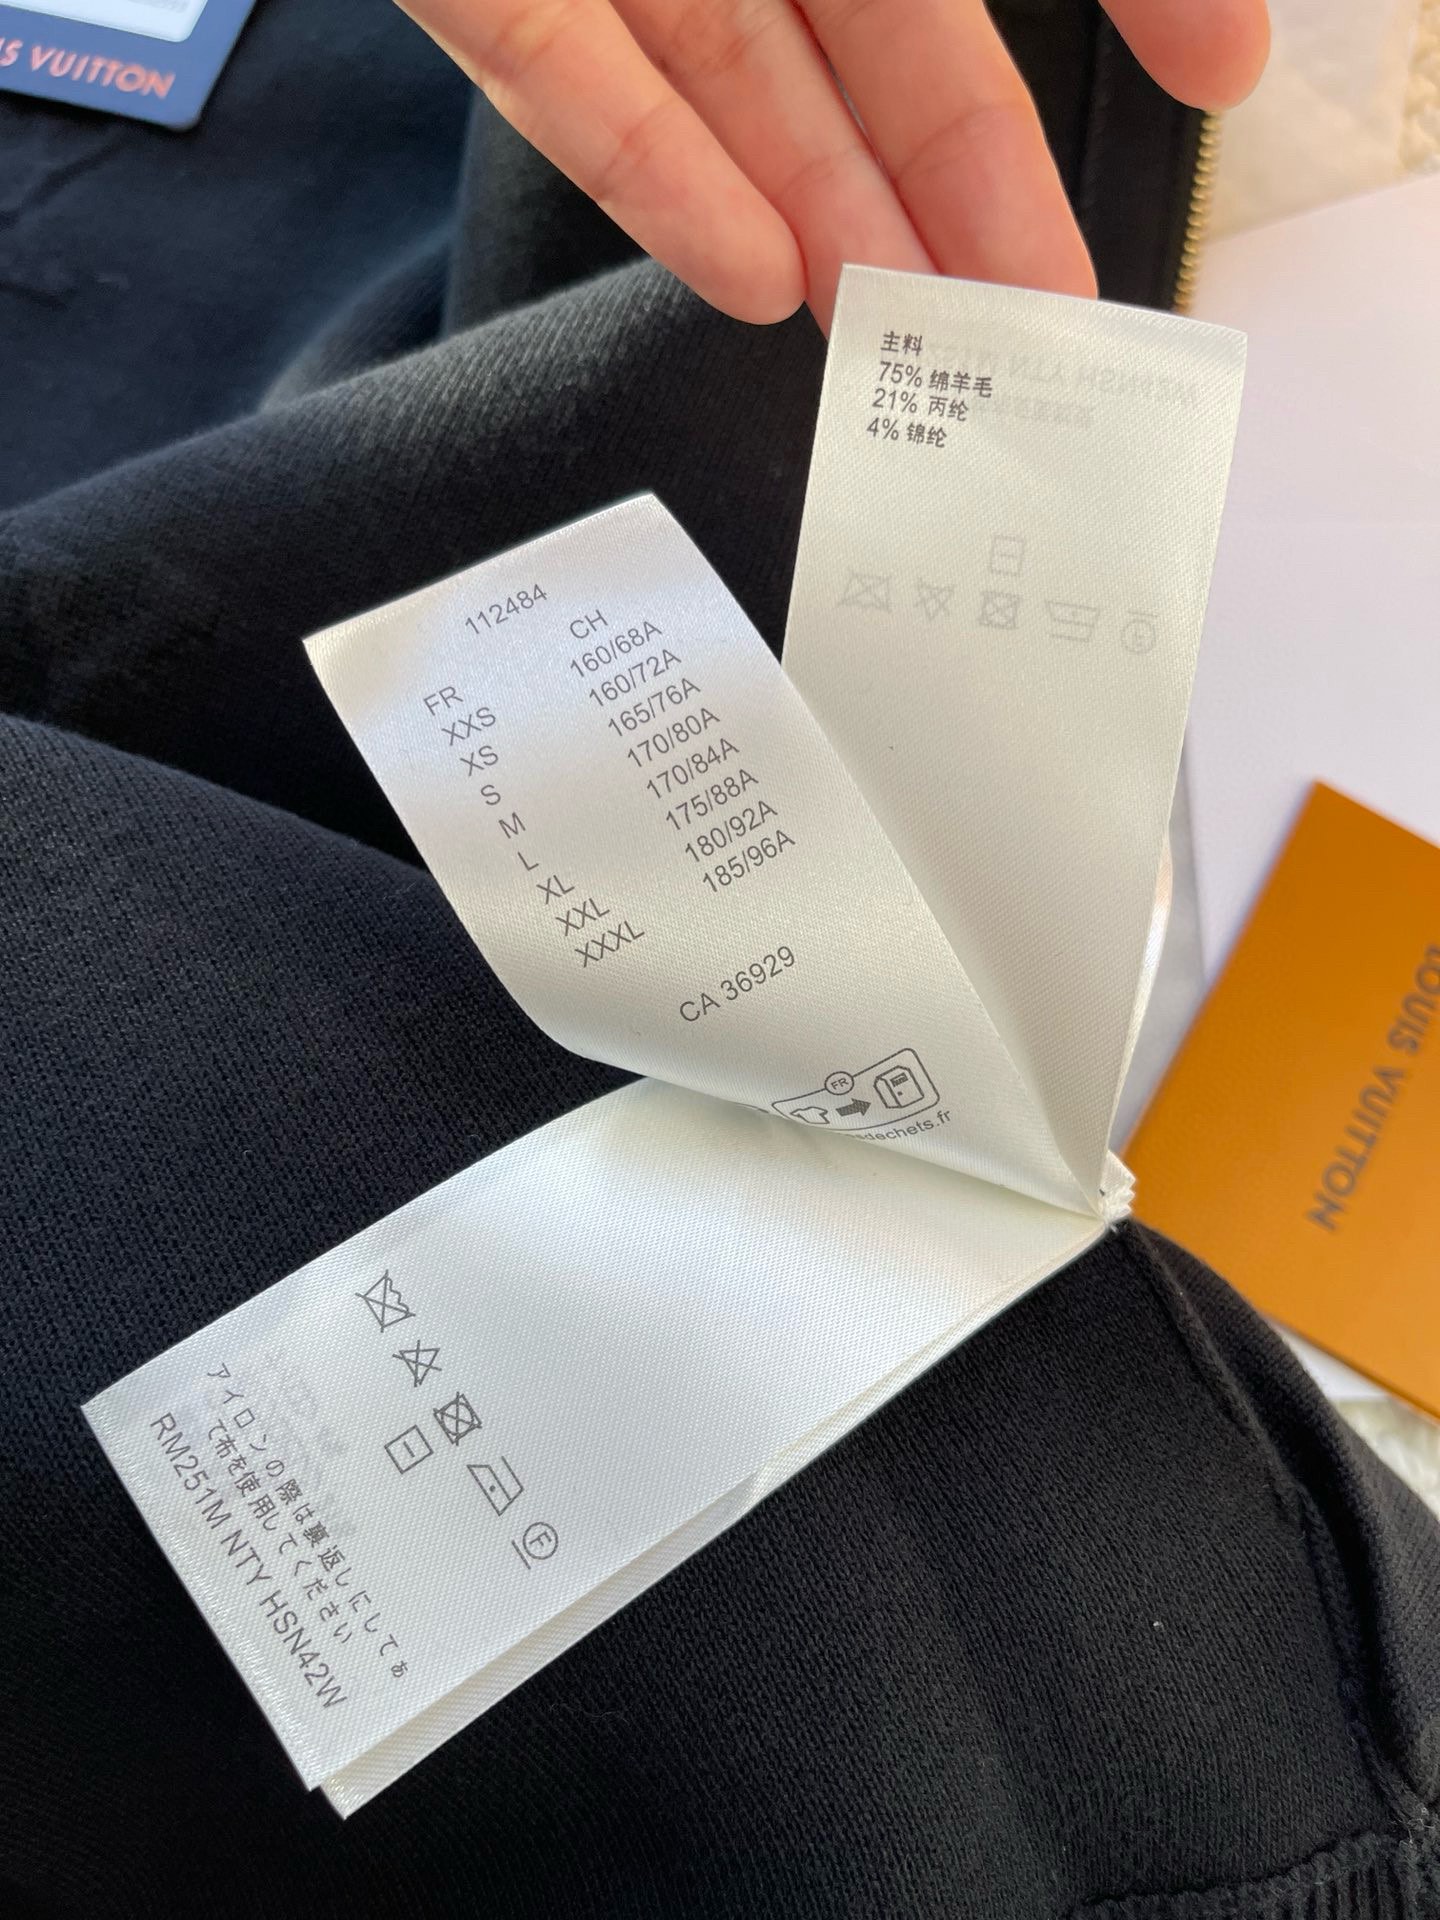 VUITTON
主料
75% 绵羊毛
21% 丙纶
4% 锦纶
112484
FR CH
XXS 160/68A
XS 160/72A
S 165/76A
M 170/80A
L 170/84A
XL 175/88A
XXL 180/92A
XXXL 185/96A
CA 36929
FR
dechets.fr
LOUIS VUITTON
F
アイロンの際は裏返しにしてあ
て布を使用してください
RM251M NTY HSN42W